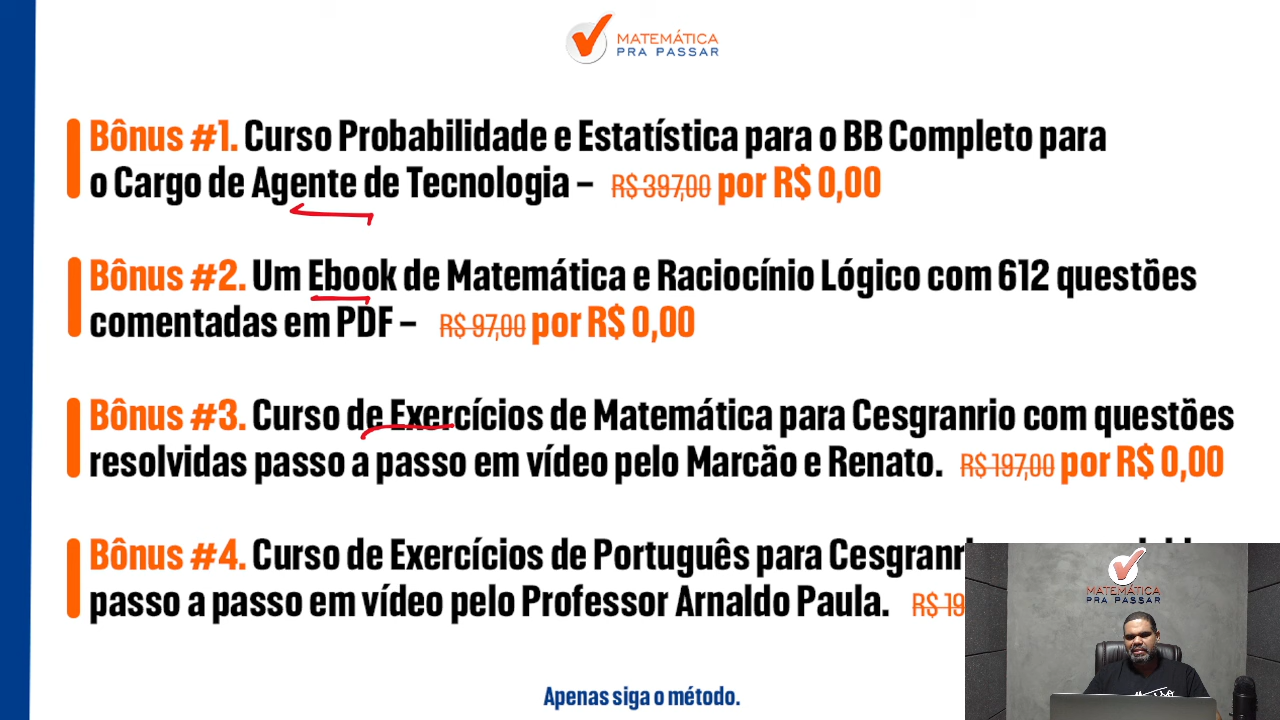 MATEMÁTICA
PRA PASSAR
Bônus #1. Curso Probabilidade e Estatística para o BB Completo para
o Cargo de Agente de Tecnologia – R$ 397,00 por R$ 0,00
Bônus #2. Um Ebook de Matemática e Raciocínio Lógico com 612 questões
comentadas em PDF – R$ 97,00 por R$ 0,00
Bônus #3. Curso de Exercícios de Matemática para Cesgranrio com questões
resolvidas passo a passo em vídeo pelo Marcão e Renato. R$ 197,00 por R$ 0,00
Bônus #4. Curso de Exercícios de Português para
passo a passo em vídeo pelo Professor Arnaldo Paula. R$
MATEMÁTICA
PRA PASSAR
Apenas siga o método.